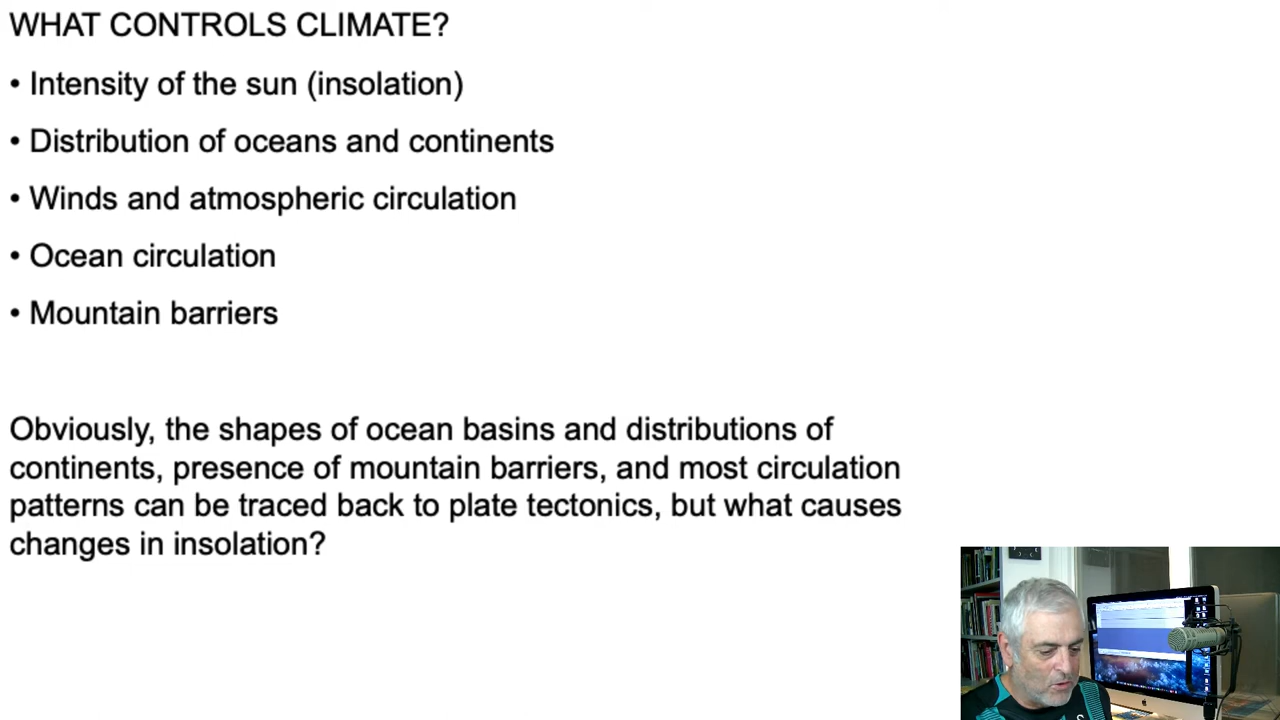 WHAT CONTROLS CLIMATE?
• Intensity of the sun (insolation)
• Distribution of oceans and continents
• Winds and atmospheric circulation
• Ocean circulation
• Mountain barriers
Obviously, the shapes of ocean basins and distributions of
continents, presence of mountain barriers, and most circulation
patterns can be traced back to plate tectonics, but what causes
changes in insolation?